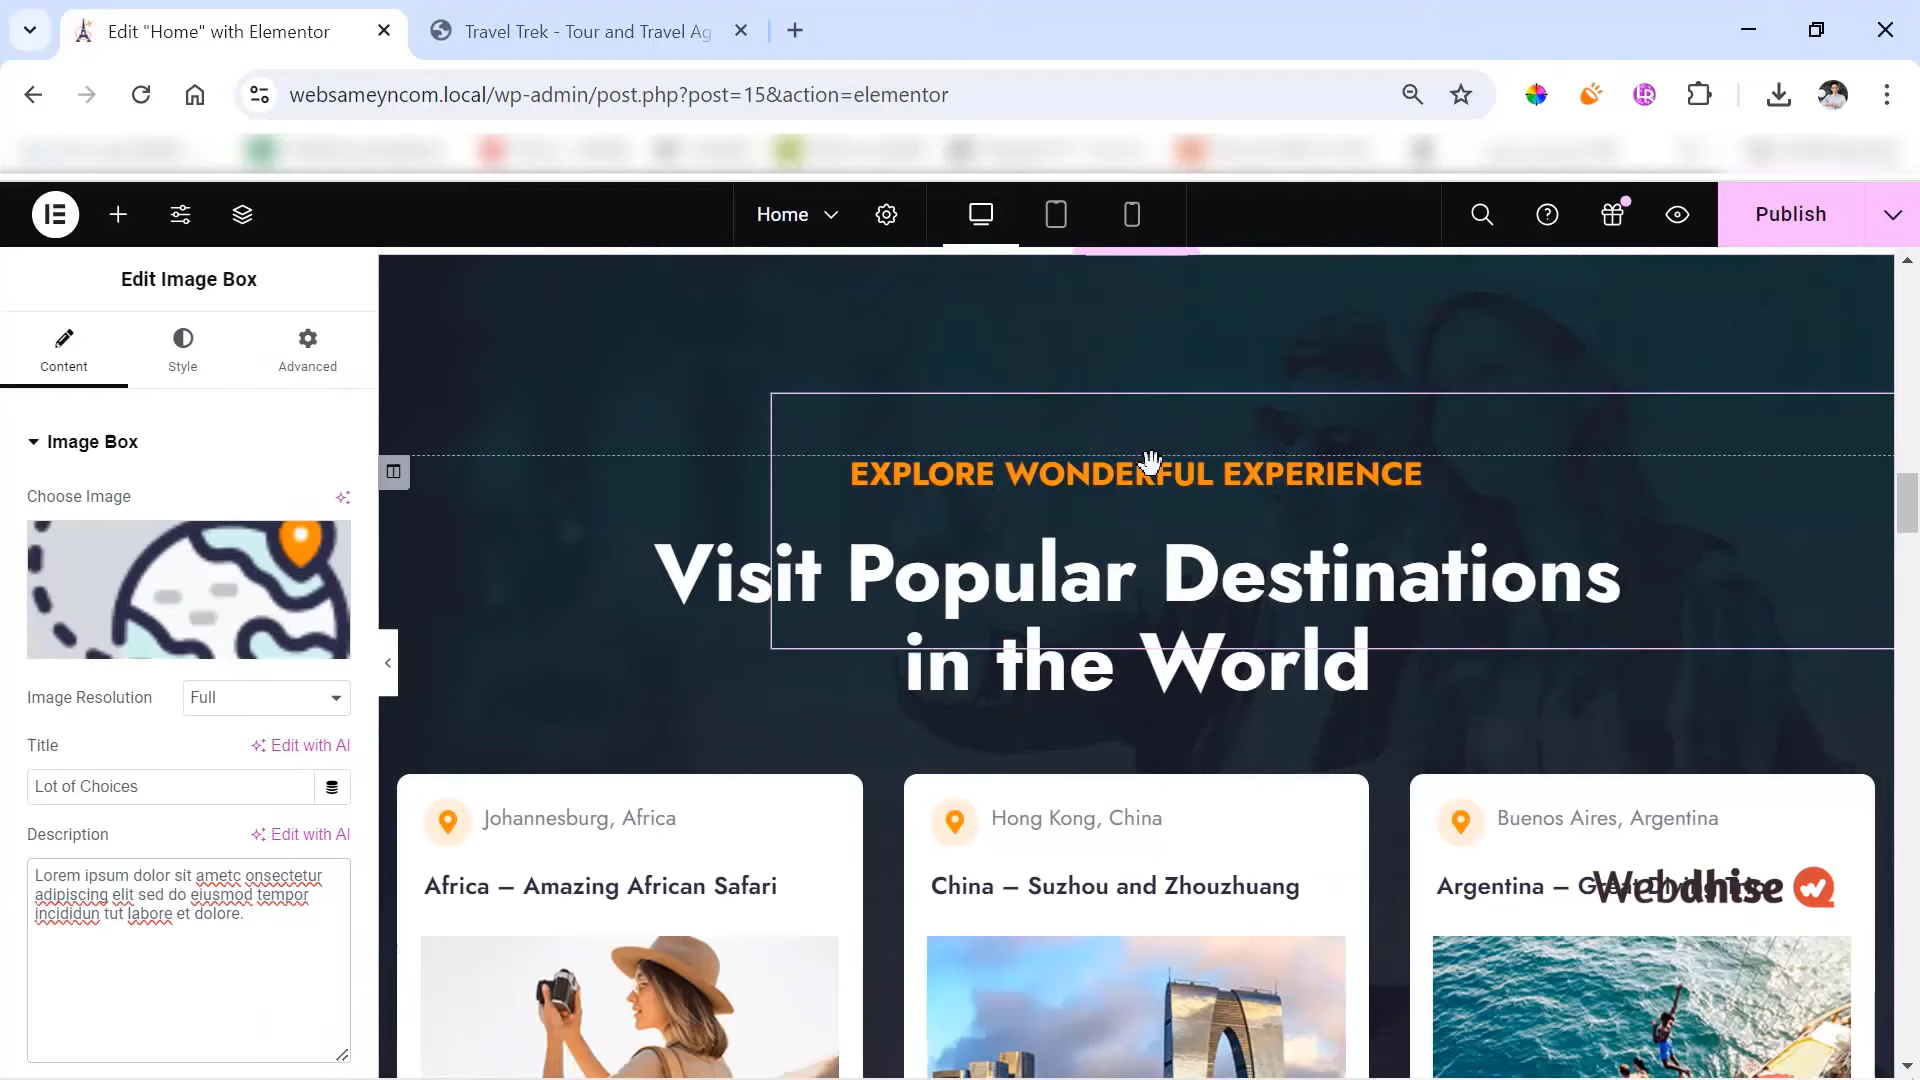 Edit "Home" with Elementor
Travel Trek - Tour and Travel Ag
websameyncom.local/wp-admin/post.php?post=15&action=elementor
Home
Publish
Edit Image Box
Content
Style
Advanced
Image Box
Choose Image
Image Resolution
Full
Title
Edit with AI
Lot of Choices
Description
Edit with AI
Lorem ipsum dolor sit ametc onsectetur
adipiscing elit sed do eiusmod tempor
incididun tut labore et dolore.
EXPLORE WONDERFUL EXPERIENCE
Visit Popular Destinations
in the World
Johannesburg, Africa
Africa – Amazing African Safari
Hong Kong, China
China – Suzhou and Zhouzhuang
Buenos Aires, Argentina
Argentina – Great Diving Trip
Webdhise